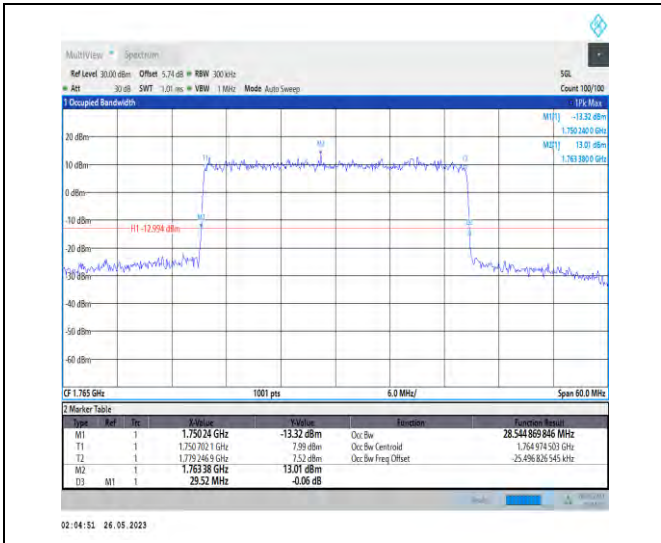 MultiView Spectrum
Ref Level 30.00 dBm Offset 5.74 dB RBW 300 kHz SGL
Att 30 dB SWT 1.01 ms VBW 1 MHz Mode Auto Sweep Count 100/100
1 Occupied Bandwidth 1Pk Max
M1[1] -13.32 dBm
1.750 240 0 GHz
M2[1] 13.01 dBm
1.763 380 0 GHz
20 dBm
M2
T1
10 dBm
0 dBm
-10 dBm
M1
H1 -12.994 dBm
-20 dBm
-30 dBm
-40 dBm
-50 dBm
-60 dBm
CF 1.765 GHz 1001 pts 6.0 MHz/ Span 60.0 MHz
2 Marker Table
Type Ref Trc X-Value Y-Value Function Function Result
M1 1 1.750 24 GHz -13.32 dBm Occ Bw 28.544 869 846 MHz
T1 1 1.750 702 1 GHz 7.99 dBm Occ Bw Centroid 1.764 974 503 GHz
T2 1 1.779 246 9 GHz 7.52 dBm Occ Bw Freq Offset -25.496 826 545 kHz
M2 1 1.763 38 GHz 13.01 dBm
D3 M1 1 29.52 MHz -0.06 dB
02:04:51 26.05.2023